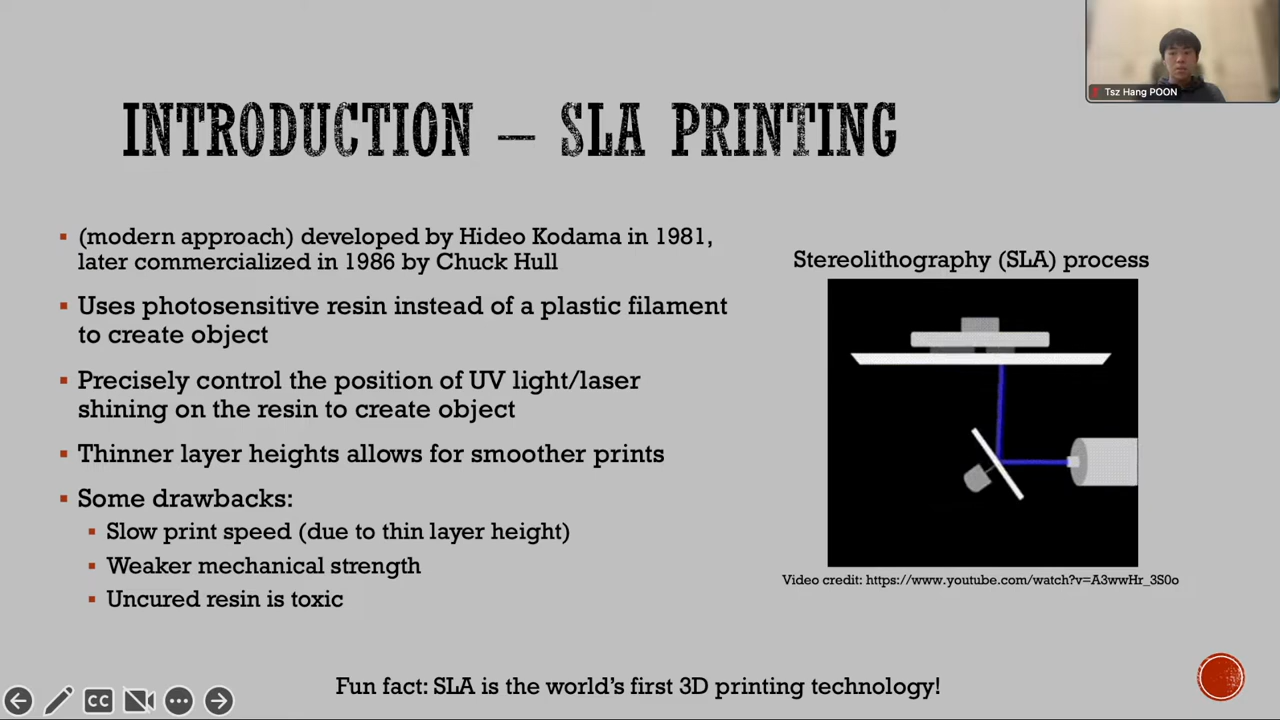 Tsz Hang POON
INTRODUCTION – SLA PRINTING
(modern approach) developed by Hideo Kodama in 1981,
later commercialized in 1986 by Chuck Hull
Uses photosensitive resin instead of a plastic filament
to create object
Precisely control the position of UV light/laser
shining on the resin to create object
Thinner layer heights allows for smoother prints
Some drawbacks:
Slow print speed (due to thin layer height)
Weaker mechanical strength
Uncured resin is toxic
Stereolithography (SLA) process
Video credit: https://www.youtube.com/watch?v=A3wwHr_3S0o
Fun fact: SLA is the world's first 3D printing technology!
CC